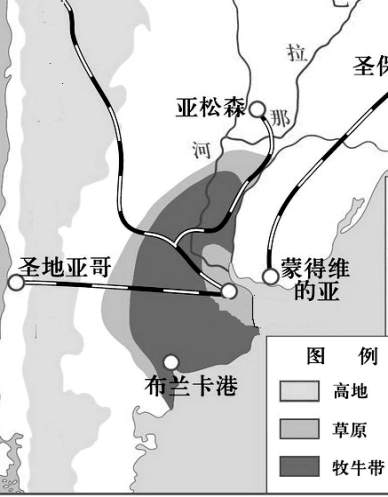 拉
圣保
亚松森
那
河
圣地亚哥
蒙得维
的亚
布兰卡港
图 例
高地
草原
牧牛带